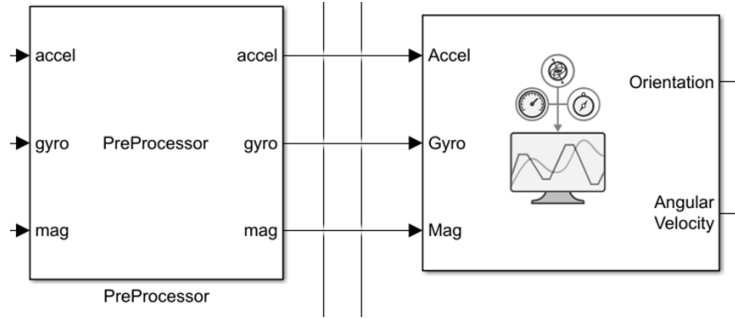 accel
accel
gyro
PreProcessor
gyro
mag
mag
PreProcessor
Accel
Gyro
Mag
Orientation
Angular
Velocity